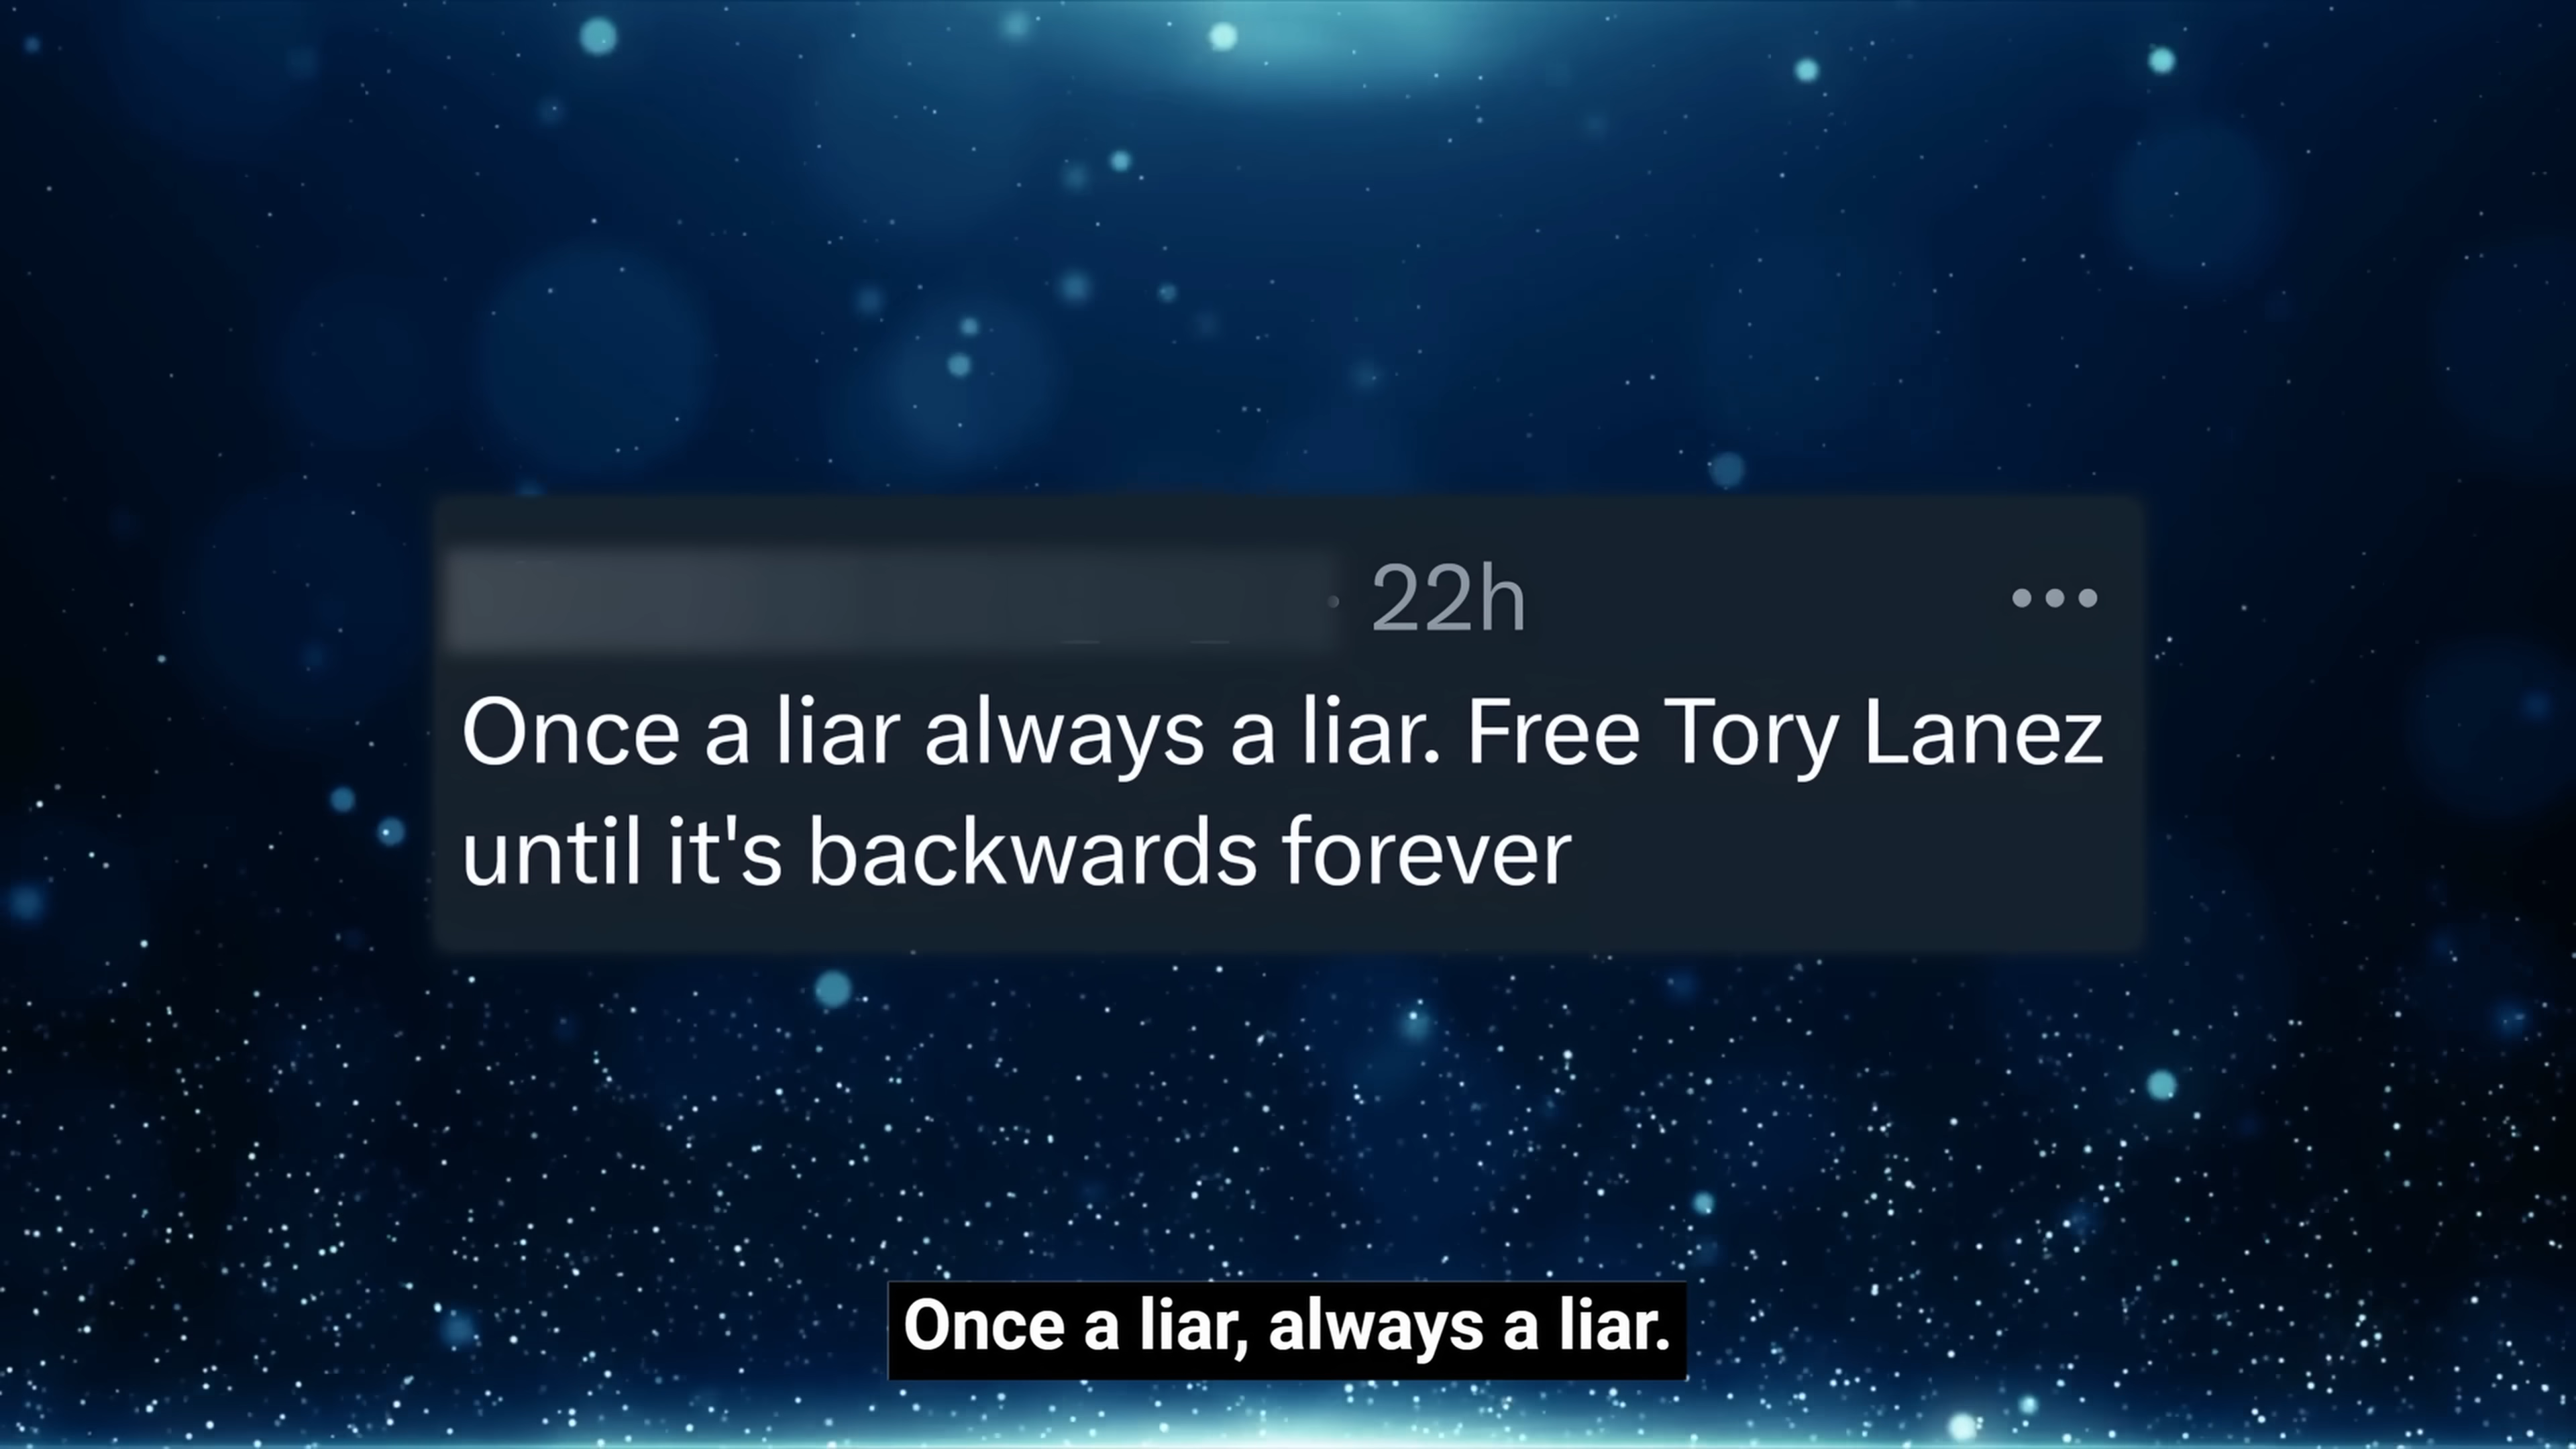 22h
Once a liar always a liar. Free Tory Lanez
until it's backwards forever
Once a liar, always a liar.